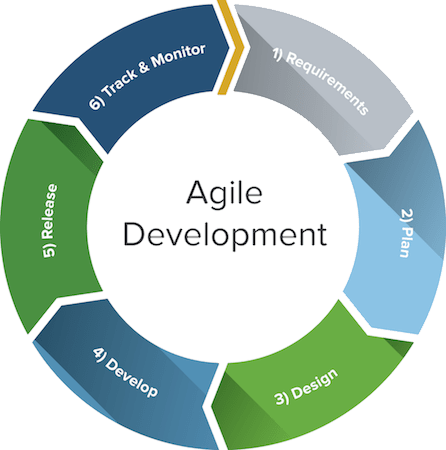 Agile
Development
1) Requirements
2) Plan
3) Design
4) Develop
5) Release
6) Track & Monitor